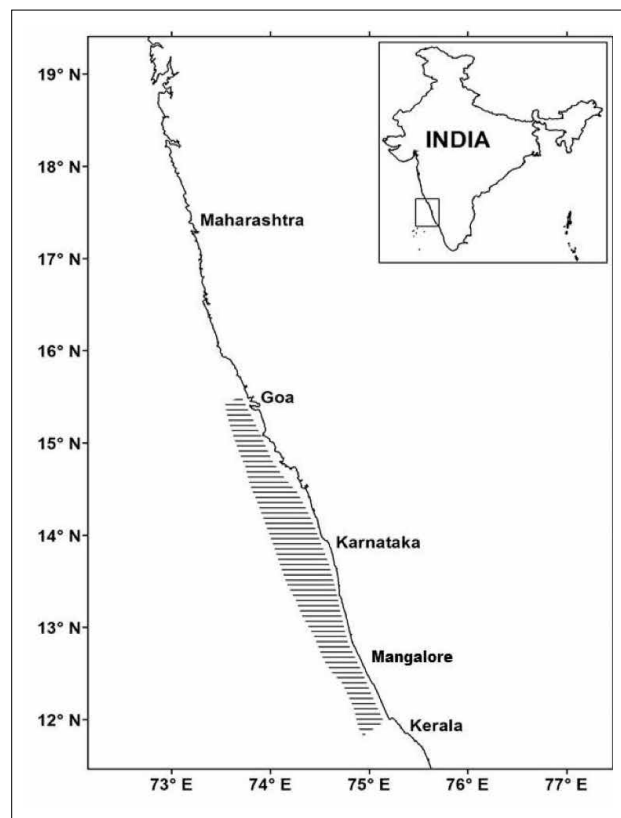 19° N
18° N
17° N
16° N
15° N
14° N
13° N
12° N
INDIA
Maharashtra
Goa
Karnataka
Mangalore
Kerala
73° E 74° E 75° E 76° E 77° E